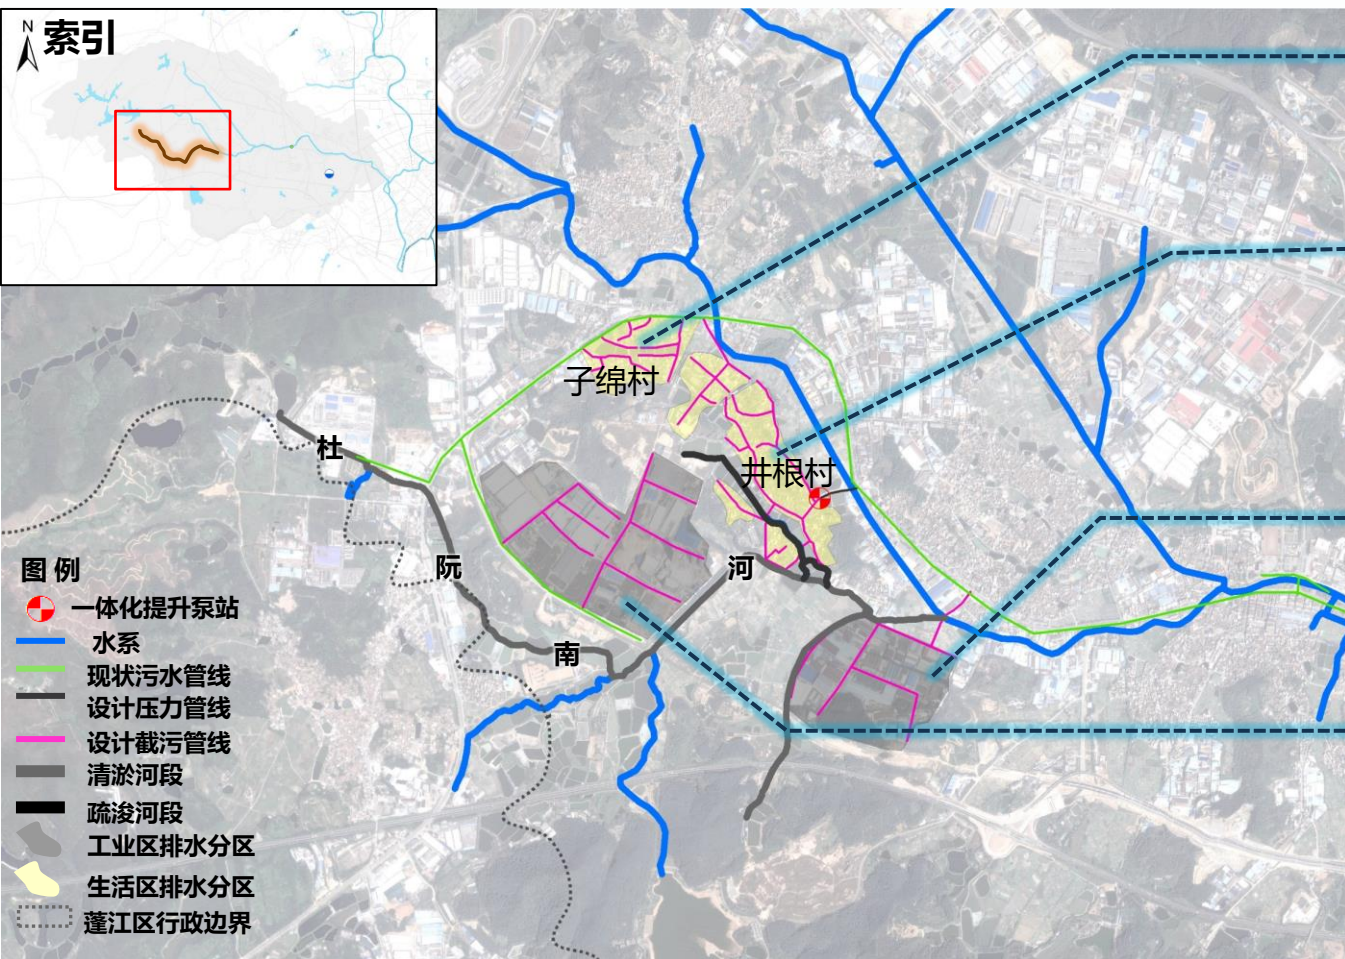 N
索引
子绵村
杜
井根村
阮
河
南
图 例
一体化提升泵站
水系
现状污水管线
设计压力管线
设计截污管线
清淤河段
疏浚河段
工业区排水分区
生活区排水分区
蓬江区行政边界